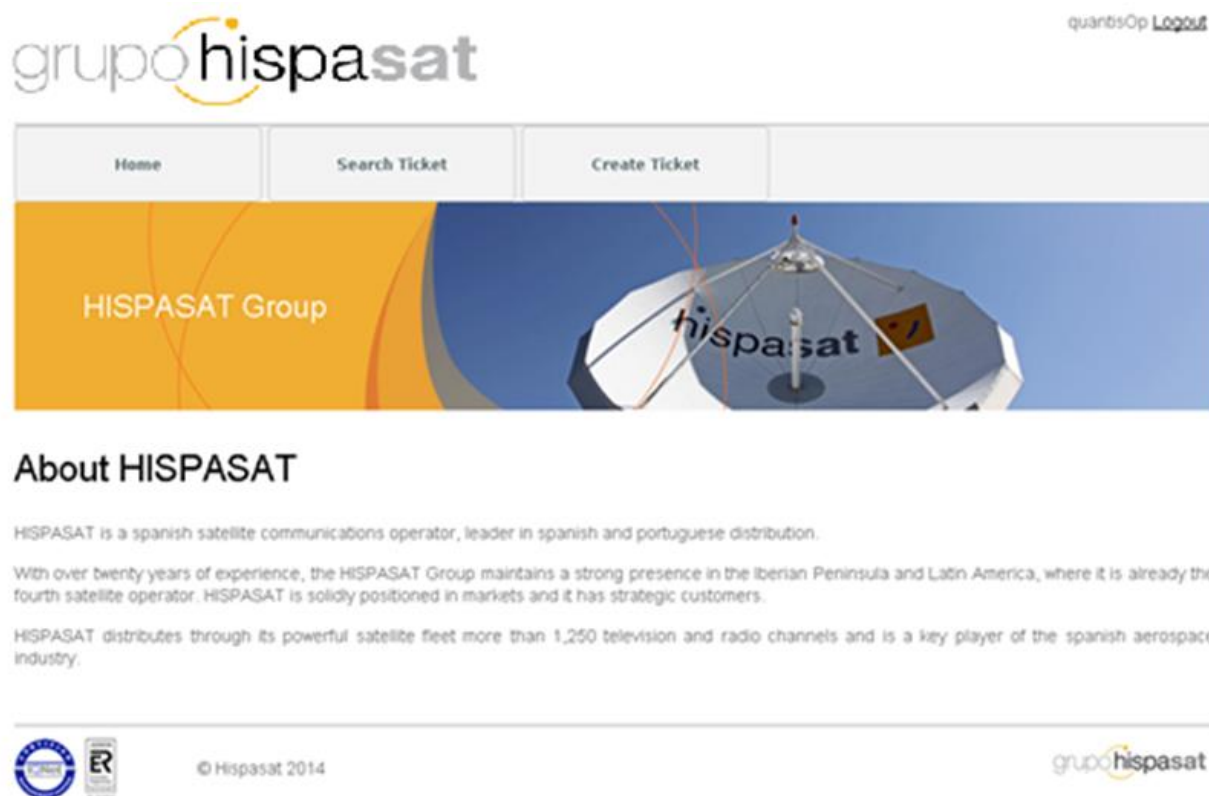 grupohispasat
quantisOp Logout
Home
Search Ticket
Create Ticket
HISPASAT Group
hispasat
About HISPASAT
HISPASAT is a spanish satellite communications operator, leader in spanish and portuguese distribution.
With over twenty years of experience, the HISPASAT Group maintains a strong presence in the Iberian Peninsula and Latin America, where it is already the
fourth satellite operator. HISPASAT is solidly positioned in markets and it has strategic customers.
HISPASAT distributes through its powerful satellite fleet more than 1,250 television and radio channels and is a key player of the spanish aerospace
industry.
ER
© Hispasat 2014
grupohispasat